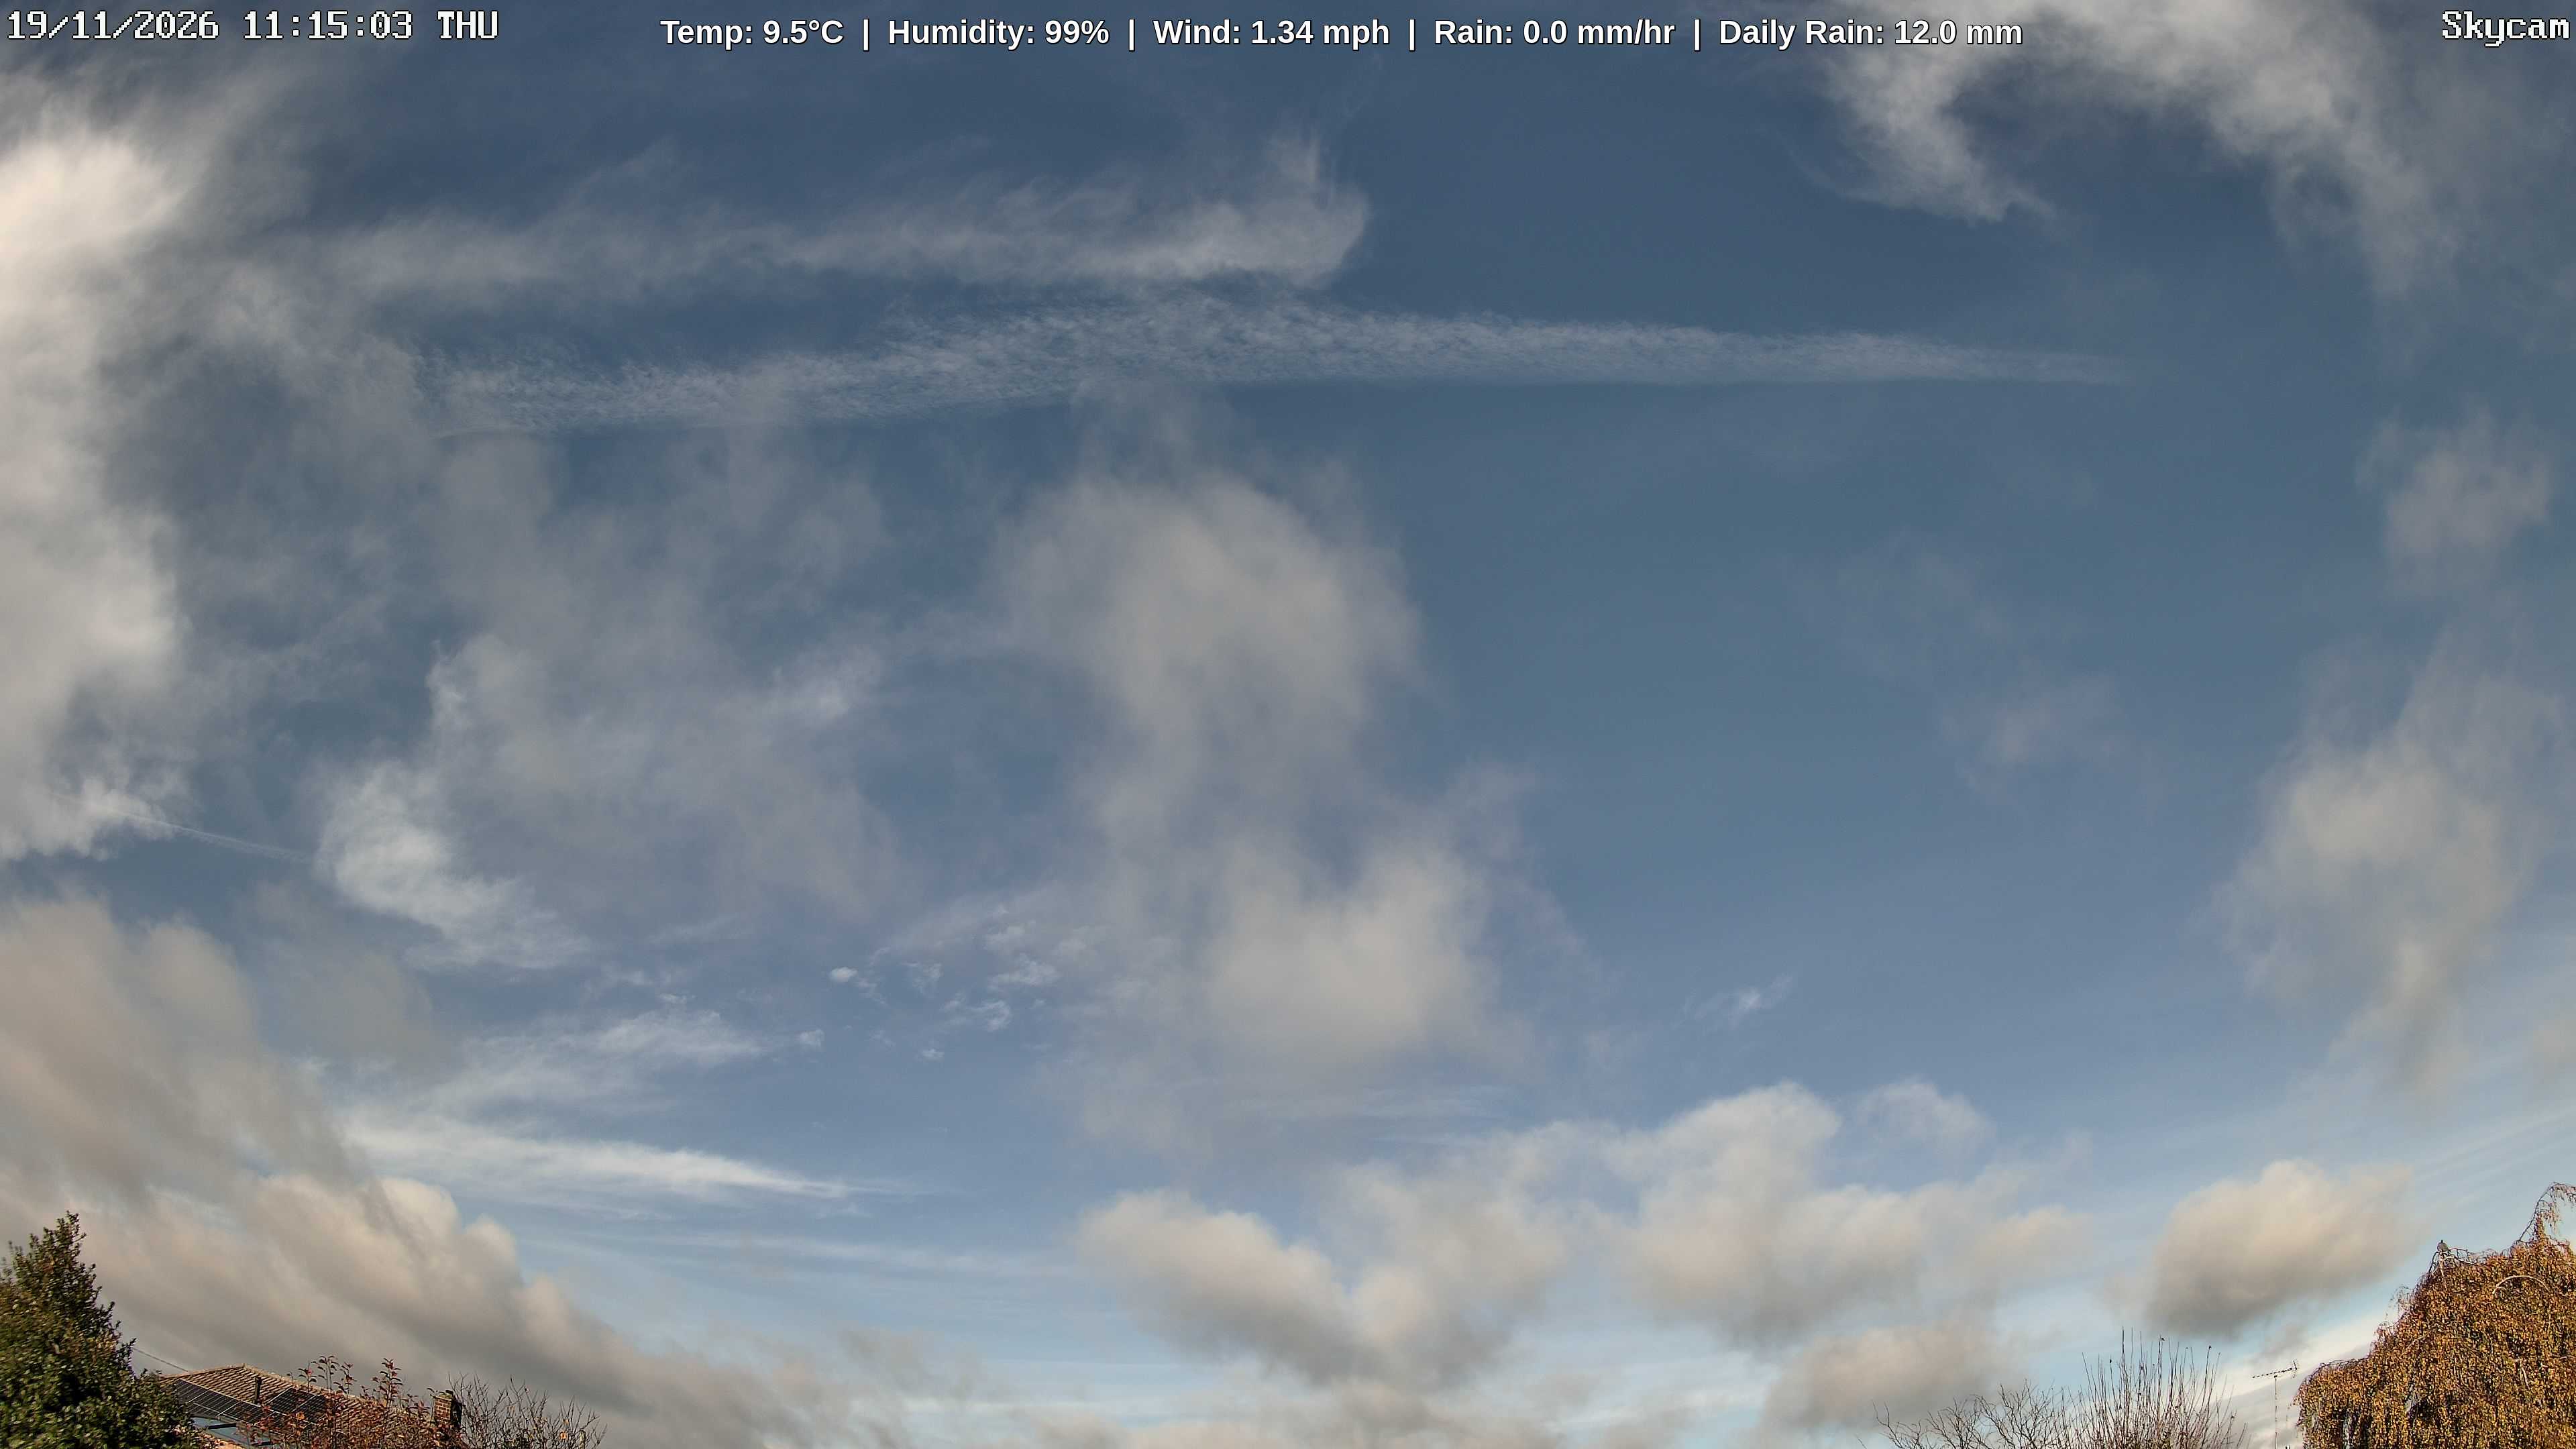 19/11/2026 11:15:03 THU
Temp: 9.5°C | Humidity: 99% | Wind: 1.34 mph | Rain: 0.0 mm/hr | Daily Rain: 12.0 mm
Skycam